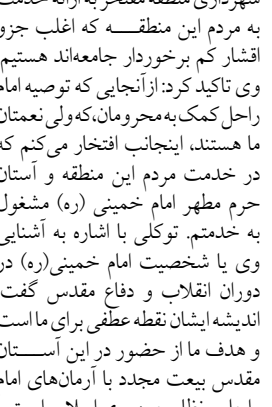 شهرداری منطقه مفتخر به ارائه خدمت
به مردم این منطقه که اغلب جزو
اقشار کم برخوردار جامعه‌اند هستیم.
وی تاکید کرد: ازآنجایی که توصیه امام
راحل کمک به محرومان، که ولی نعمتان
ما هستند، اینجانب افتخار می‌کنم که
در خدمت مردم این منطقه و آستان
حرم مطهر امام خمینی (ره) مشغول
به خدمتم. توکلی با اشاره به آشنایی
وی یا شخصیت امام خمینی(ره) در
دوران انقلاب و دفاع مقدس گفت:
اندیشه ایشان نقطه عطفی برای ما است
و هدف ما از حضور در این آستان
مقدس بیعت مجدد با آرمان‌های امام